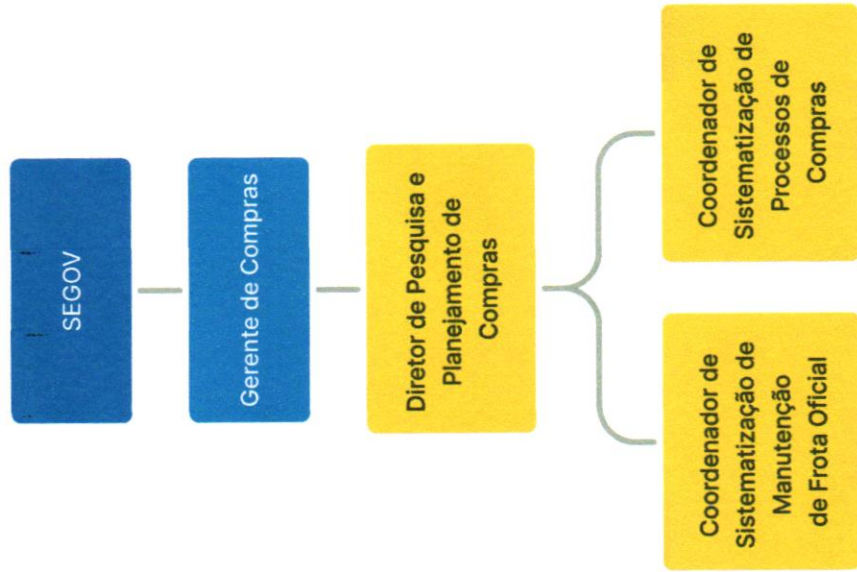 SEGOV
Gerente de Compras
Diretor de Pesquisa e
Planejamento de
Compras
Coordenador de
Sistematização de
Manutenção
de Frota Oficial
Coordenador de
Sistematização de
Processos de
Compras